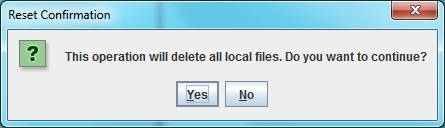 Reset Confirmation
?
This operation will delete all local files. Do you want to continue?
Yes
No